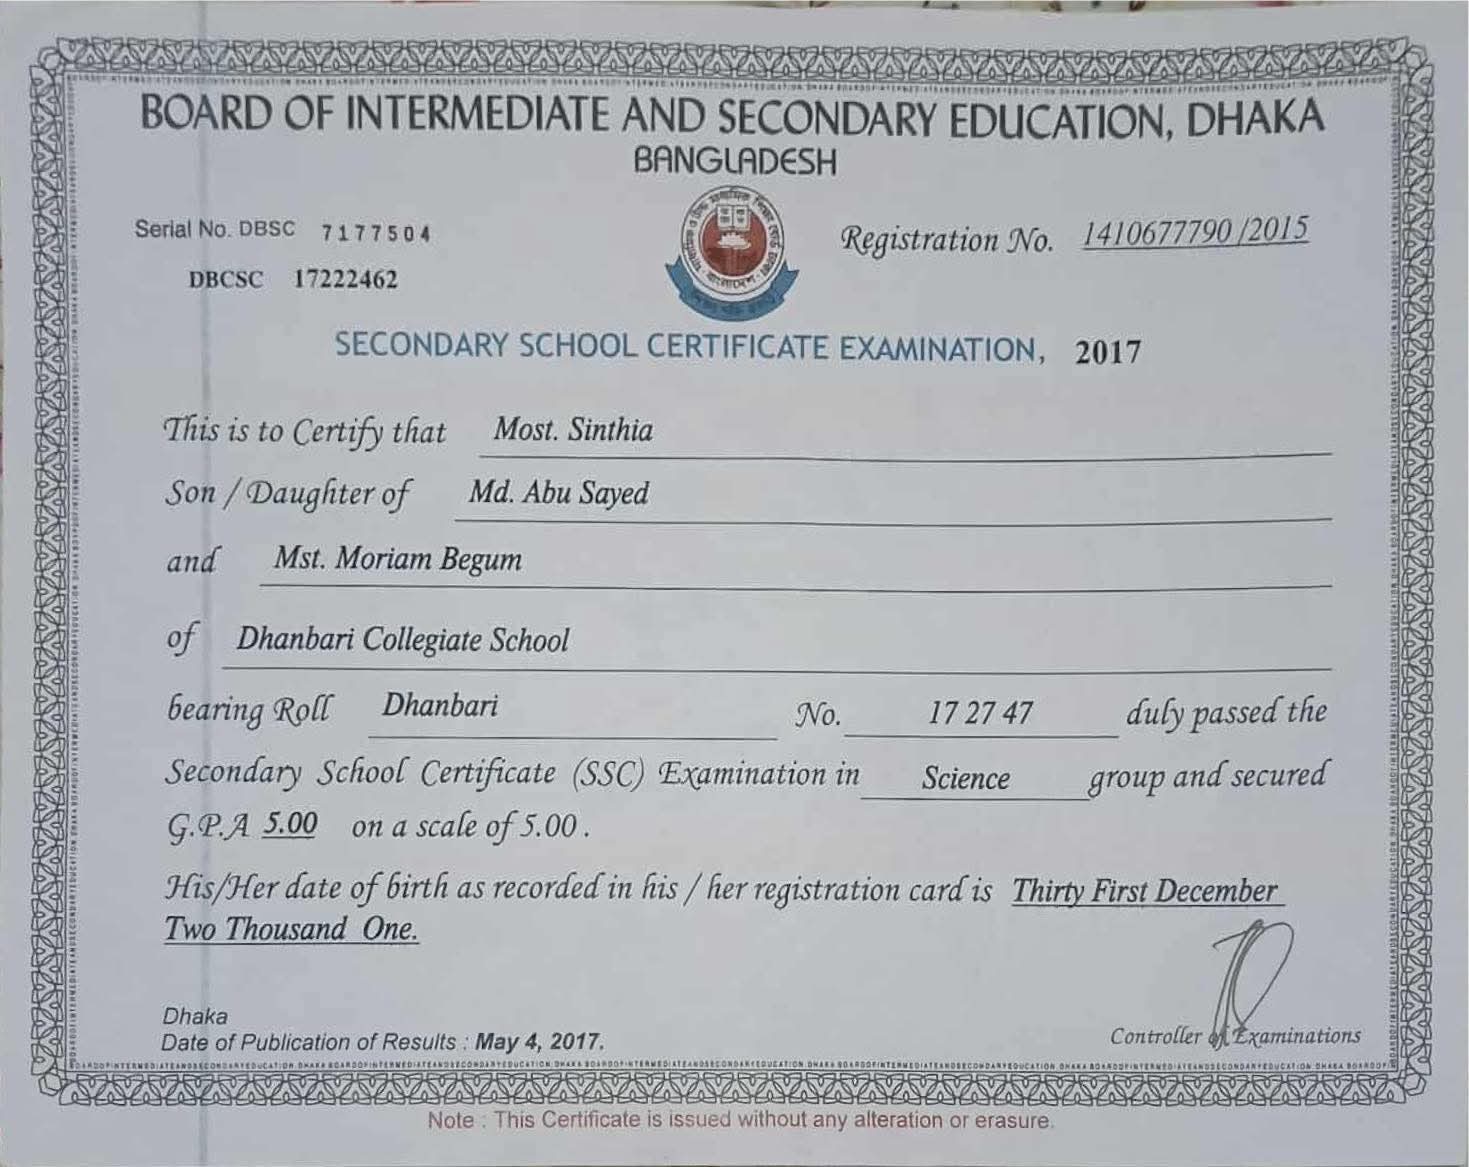 BOARD OF INTERMEDIATE AND SECONDARY EDUCATION, DHAKA
BANGLADESH
Serial No. DBSC 7177504
Registration No. 1410677790/2015
DBCSC 17222462
SECONDARY SCHOOL CERTIFICATE EXAMINATION, 2017
This is to Certify that Most. Sinthia
Son / Daughter of Md. Abu Sayed
and Mst. Moriam Begum
of Dhanbari Collegiate School
bearing Roll Dhanbari No. 17 27 47 duly passed the
Secondary School Certificate (SSC) Examination in Science group and secured
G.P.A 5.00 on a scale of 5.00 .
His/Her date of birth as recorded in his / her registration card is Thirty First December
Two Thousand One.
Dhaka
Date of Publication of Results : May 4, 2017.
Controller of Examinations
Note : This Certificate is issued without any alteration or erasure.